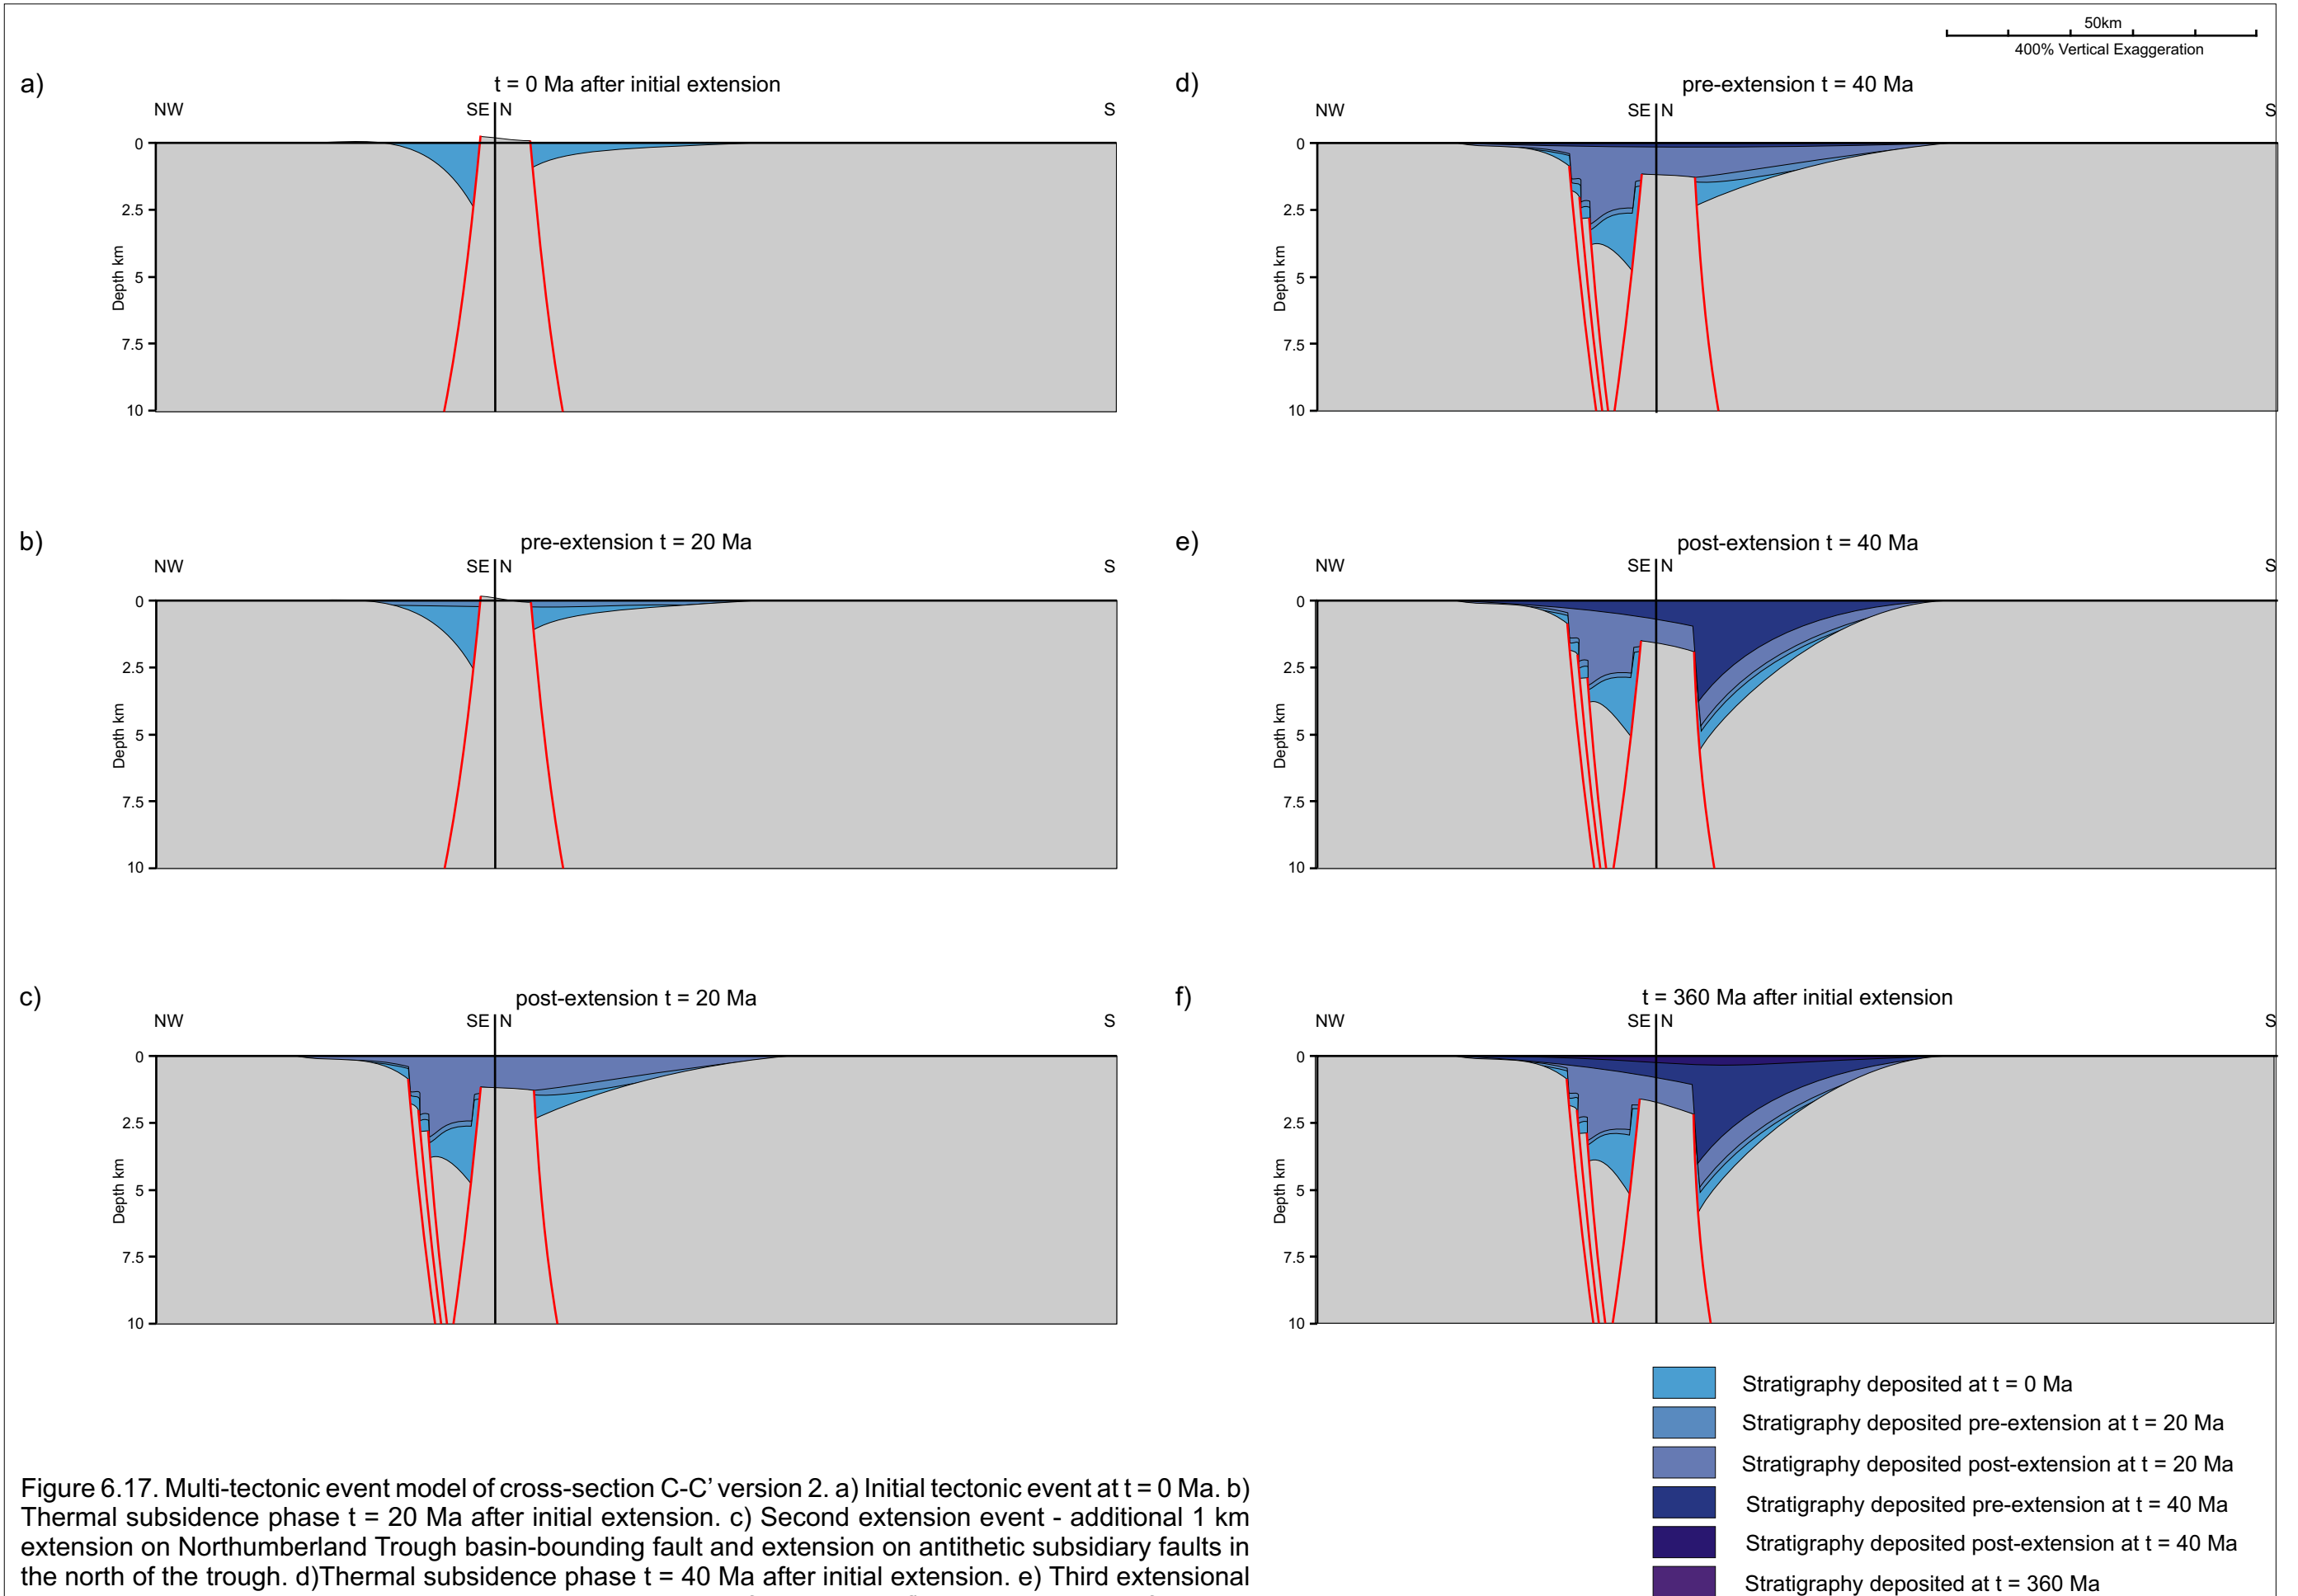 50km
400% Vertical Exaggeration
a)
t = 0 Ma after initial extension
NW
SE
N
S
0
2.5
5
7.5
10
Depth km
b)
pre-extension t = 20 Ma
NW
SE
N
S
0
2.5
5
7.5
10
Depth km
c)
post-extension t = 20 Ma
NW
SE
N
S
0
2.5
5
7.5
10
Depth km
d)
pre-extension t = 40 Ma
NW
SE
N
S
0
2.5
5
7.5
10
Depth km
e)
post-extension t = 40 Ma
NW
SE
N
S
0
2.5
5
7.5
10
Depth km
f)
t = 360 Ma after initial extension
NW
SE
N
S
0
2.5
5
7.5
10
Depth km
Stratigraphy deposited at t = 0 Ma
Stratigraphy deposited pre-extension at t = 20 Ma
Stratigraphy deposited post-extension at t = 20 Ma
Stratigraphy deposited pre-extension at t = 40 Ma
Stratigraphy deposited post-extension at t = 40 Ma
Stratigraphy deposited at t = 360 Ma
Figure 6.17. Multi-tectonic event model of cross-section C-C' version 2. a) Initial tectonic event at t = 0 Ma. b)
Thermal subsidence phase t = 20 Ma after initial extension. c) Second extension event - additional 1 km
extension on Northumberland Trough basin-bounding fault and extension on antithetic subsidiary faults in
the north of the trough. d)Thermal subsidence phase t = 40 Ma after initial extension. e) Third extensional